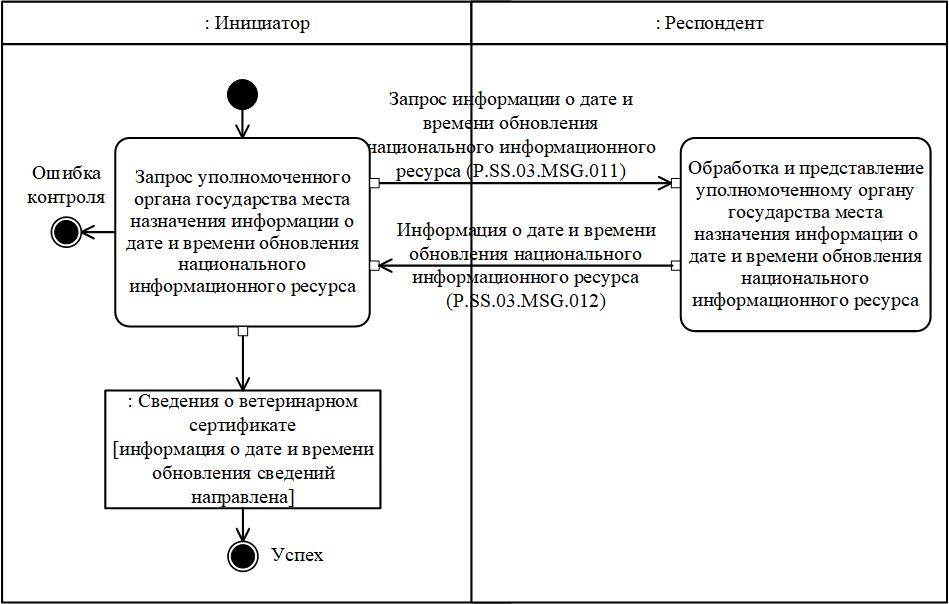 : Инициатор
: Респондент
Запрос информации о дате и
времени обновления
национального информационного
ресурса (P.SS.03.MSG.011)
Ошибка
контроля
Запрос уполномоченного
органа государства места
назначения информации о
дате и времени обновления
национального
информационного ресурса
Обработка и представление
уполномоченному органу
государства места
назначения информации о
дате и времени обновления
национального
информационного ресурса
Информация о дате и времени
обновления национального
информационного ресурса
(P.SS.03.MSG.012)
: Сведения о ветеринарном
сертификате
[информация о дате и времени
обновления сведений
направлена]
Успех